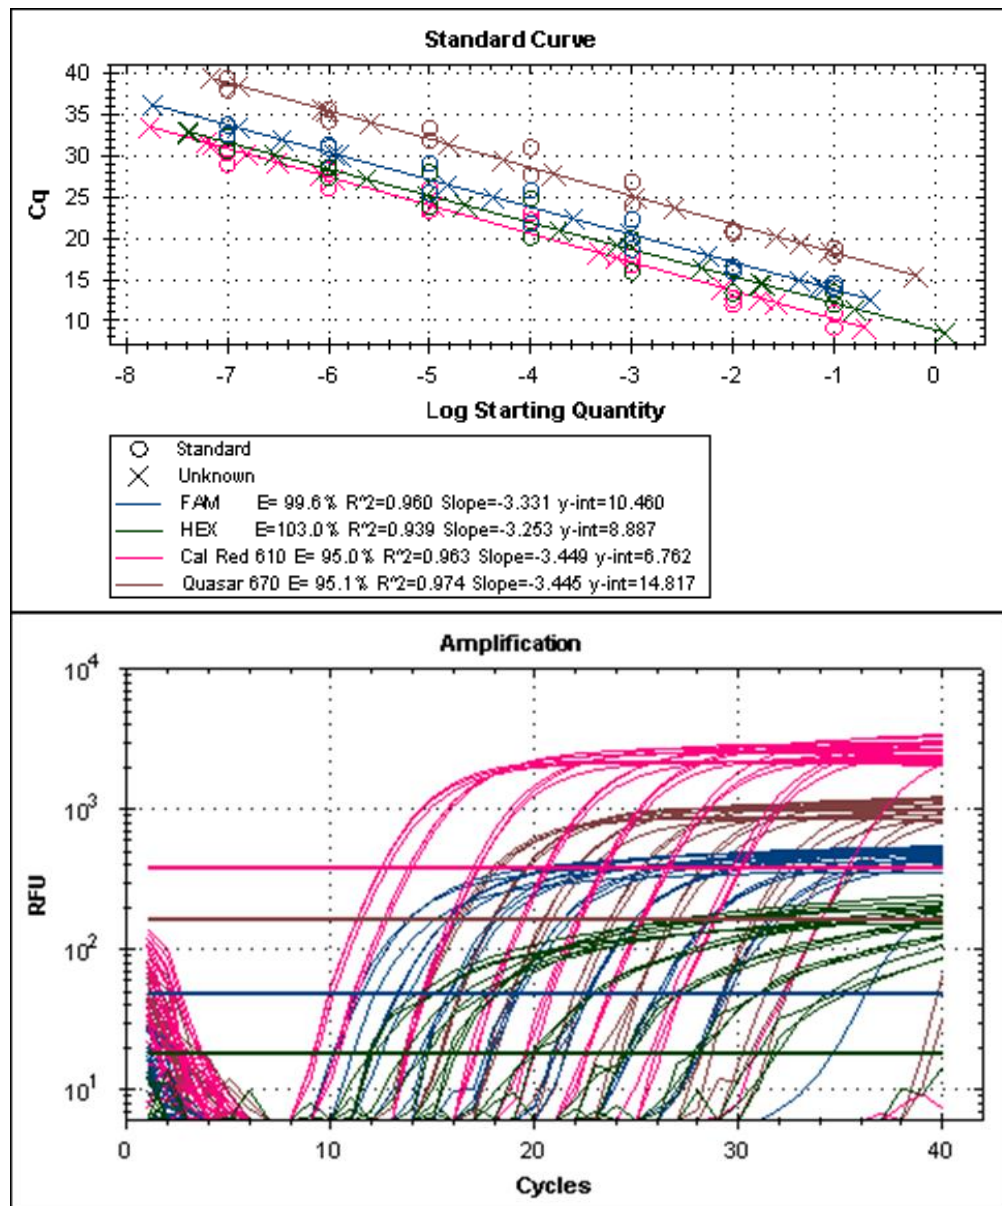 Standard Curve
40
35
30
25
20
15
10
Cq
-8 -7 -6 -5 -4 -3 -2 -1 0
Log Starting Quantity
Standard
Unknown
FAM E= 99.6% R^2=0.960 Slope=-3.331 y-int=10.460
HEX E=103.0% R^2=0.939 Slope=-3.253 y-int=8.887
Cal Red 610 E= 95.0% R^2=0.963 Slope=-3.449 y-int=6.762
Quasar 670 E= 95.1% R^2=0.974 Slope=-3.445 y-int=14.817
Amplification
10^4
10^3
10^2
10^1
RFU
0 10 20 30 40
Cycles